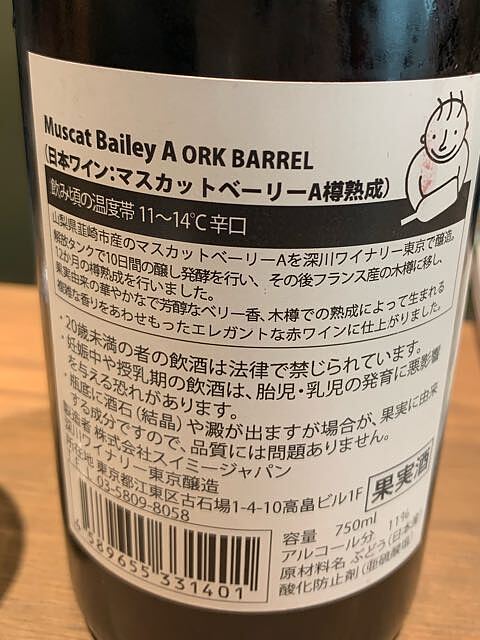 Muscat Bailey A ORK BARREL
(日本ワイン:マスカットベーリーA樽熟成)
飲み頃の温度帯 11~14℃ 辛口
山梨県韮崎市産のマスカットベーリーAを深川ワイナリー東京で醸造。
解放タンクで10日間の醸し発酵を行い、その後フランス産の木樽に移し、
12か月の樽熟成を行いました。
果実由来の華やかなで芳醇なベリー香、木樽での熟成によって生まれる
複雑な香りをあわせもったエレガントな赤ワインに仕上がりました。
・20歳未満の者の飲酒は法律で禁じられています。
・妊娠中や授乳期の飲酒は、胎児・乳児の発育に悪影響
を与える恐れがあります。
・瓶底に酒石(結晶)や澱が出ますが場合が、果実に由来
する成分ですので、品質には問題ありません。
製造者 株式会社スイミージャパン
深川ワイナリー東京醸造
所在地 東京都江東区古石場1-4-10高畠ビル1F
03-5809-8058
果実酒
容量 750ml
アルコール分 11%
原材料名 ぶどう(日本産)
酸化防止剤(亜硫酸塩)
4 589655 331401